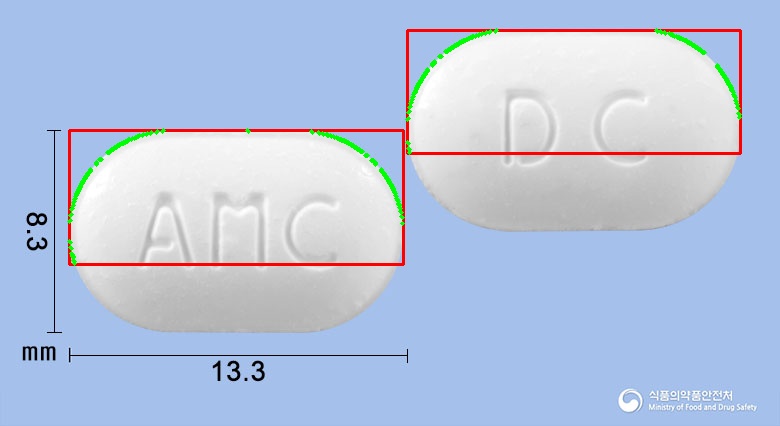 DC
AMC
8.3
mm
13.3
식품의약품안전처
Ministry of Food and Drug Safety